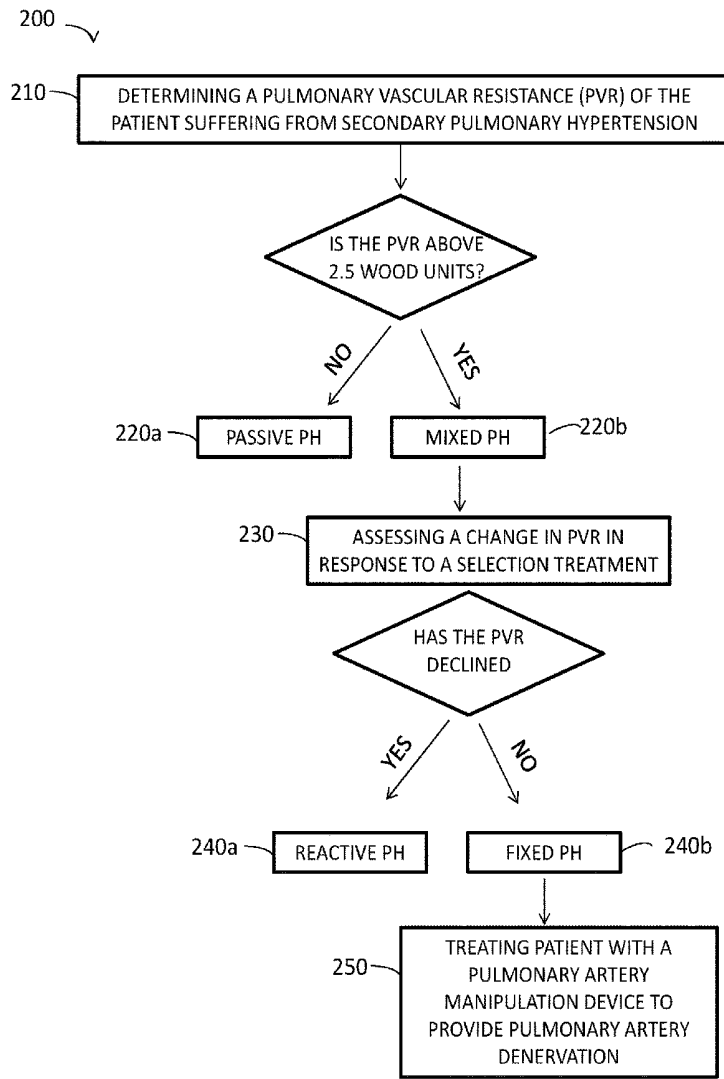 200
210
DETERMINING A PULMONARY VASCULAR RESISTANCE (PVR) OF THE
PATIENT SUFFERING FROM SECONDARY PULMONARY HYPERTENSION
IS THE PVR ABOVE
2.5 WOOD UNITS?
NO
YES
220a
PASSIVE PH
MIXED PH
220b
230
ASSESSING A CHANGE IN PVR IN
RESPONSE TO A SELECTION TREATMENT
HAS THE PVR
DECLINED
YES
NO
240a
REACTIVE PH
FIXED PH
240b
250
TREATING PATIENT WITH A
PULMONARY ARTERY
MANIPULATION DEVICE TO
PROVIDE PULMONARY ARTERY
DENERVATION